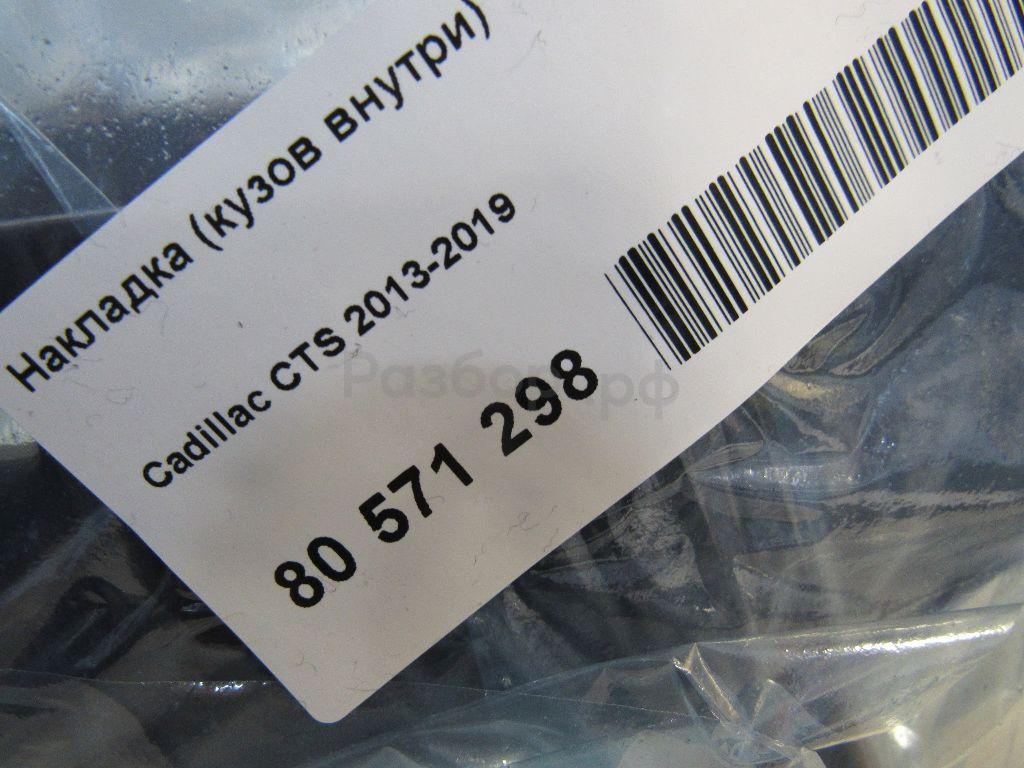 Накладка (кузов внутри)
Cadillac CTS 2013-2019
80 571 298